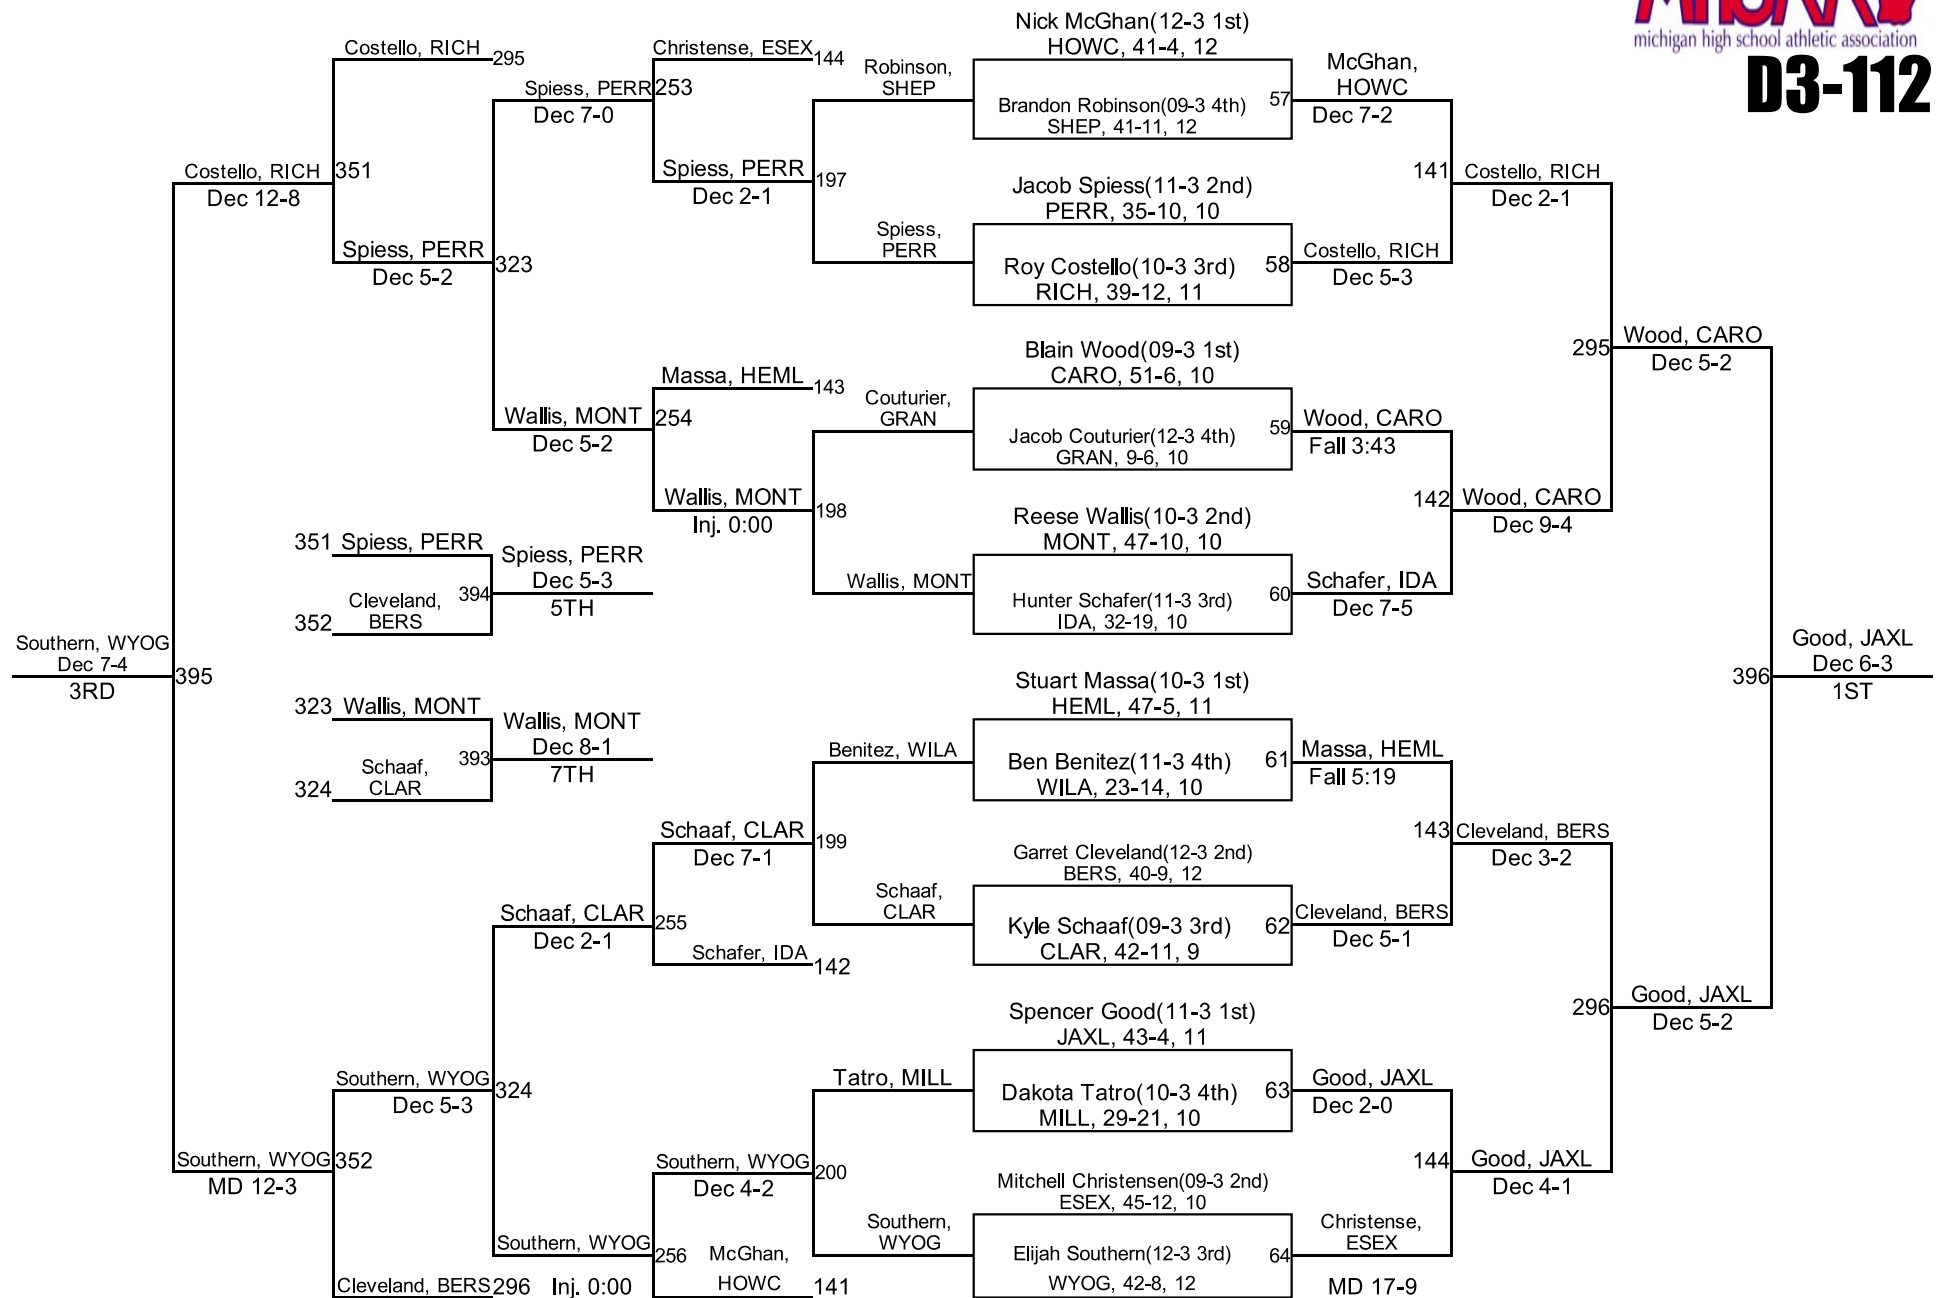 MHSAA
michigan high school athletic association
D3-112
Costello, RICH
295
Spiess, PERR
Dec 7-0
Christense, ESEX
144
253
Robinson,
SHEP
Nick McGhan(12-3 1st)
HOWC, 41-4, 12
Brandon Robinson(09-3 4th)
SHEP, 41-11, 12
57
McGhan,
HOWC
Dec 7-2
Costello, RICH
Dec 12-8
351
Spiess, PERR
Dec 2-1
197
Jacob Spiess(11-3 2nd)
PERR, 35-10, 10
141
Costello, RICH
Dec 2-1
Spiess, PERR
Dec 5-2
323
Spiess,
PERR
Roy Costello(10-3 3rd)
RICH, 39-12, 11
58
Costello, RICH
Dec 5-3
Blain Wood(09-3 1st)
CARO, 51-6, 10
295
Wood, CARO
Dec 5-2
Massa, HEML
143
Wallis, MONT
Dec 5-2
254
Couturier,
GRAN
Jacob Couturier(12-3 4th)
GRAN, 9-6, 10
59
Wood, CARO
Fall 3:43
Wallis, MONT
Inj. 0:00
198
Reese Wallis(10-3 2nd)
MONT, 47-10, 10
142
Wood, CARO
Dec 9-4
351
Spiess, PERR
352
Cleveland,
BERS
394
Spiess, PERR
Dec 5-3
5TH
Wallis, MONT
Hunter Schafer(11-3 3rd)
IDA, 32-19, 10
60
Schafer, IDA
Dec 7-5
Southern, WYOG
Dec 7-4
3RD
395
Stuart Massa(10-3 1st)
HEML, 47-5, 11
396
Good, JAXL
Dec 6-3
1ST
323
Wallis, MONT
324
Schaaf,
CLAR
393
Wallis, MONT
Dec 8-1
7TH
Benitez, WILA
Ben Benitez(11-3 4th)
WILA, 23-14, 10
61
Massa, HEML
Fall 5:19
Schaaf, CLAR
Dec 7-1
199
Garret Cleveland(12-3 2nd)
BERS, 40-9, 12
143
Cleveland, BERS
Dec 3-2
Schaaf, CLAR
Dec 2-1
255
Schaaf,
CLAR
Kyle Schaaf(09-3 3rd)
CLAR, 42-11, 9
62
Cleveland, BERS
Dec 5-1
Schafer, IDA
142
Spencer Good(11-3 1st)
JAXL, 43-4, 11
296
Good, JAXL
Dec 5-2
Southern, WYOG
Dec 5-3
324
Tatro, MILL
Dakota Tatro(10-3 4th)
MILL, 29-21, 10
63
Good, JAXL
Dec 2-0
Southern, WYOG
MD 12-3
352
Southern, WYOG
Dec 4-2
200
Mitchell Christensen(09-3 2nd)
ESEX, 45-12, 10
144
Good, JAXL
Dec 4-1
Southern, WYOG
Inj. 0:00
256
McGhan,
HOWC
141
Southern,
WYOG
Elijah Southern(12-3 3rd)
WYOG, 42-8, 12
64
Christense,
ESEX
MD 17-9
Cleveland, BERS
296